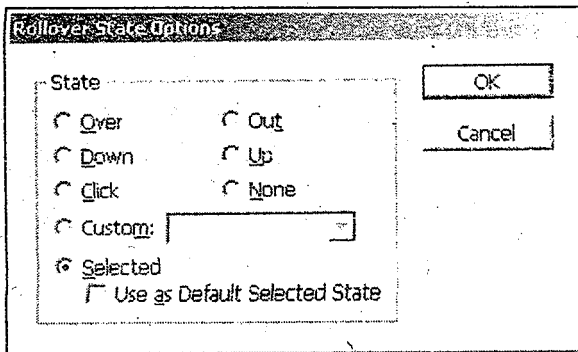 Rollover State Options
State
OK
Over
Out
Cancel
Down
Up
Click
None
Custom:
Selected
Use as Default Selected State